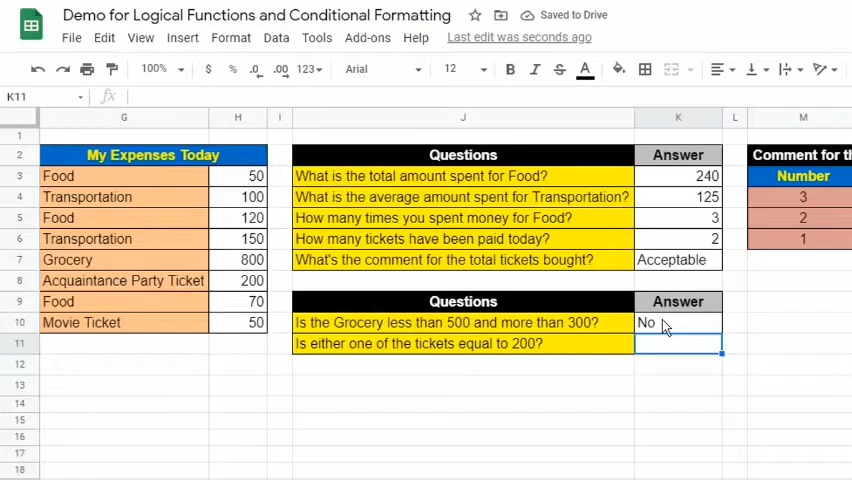 Demo for Logical Functions and Conditional Formatting Saved to Drive
File Edit View Insert Format Data Tools Add-ons Help Last edit was seconds ago
100% $ % .0 .00 123 Arial 12 B I S A
K11 fx
G H I J K L M
1
2 My Expenses Today Questions Answer Comment for th
3 Food 50 What is the total amount spent for Food? 240 Number
4 Transportation 100 What is the average amount spent for Transportation? 125 3
5 Food 120 How many times you spent money for Food? 3 2
6 Transportation 150 How many tickets have been paid today? 2 1
7 Grocery 800 What's the comment for the total tickets bought? Acceptable
8 Acquaintance Party Ticket 200
9 Food 70 Questions Answer
10 Movie Ticket 50 Is the Grocery less than 500 and more than 300? No
11 Is either one of the tickets equal to 200?
12
13
14
15
16
17
18